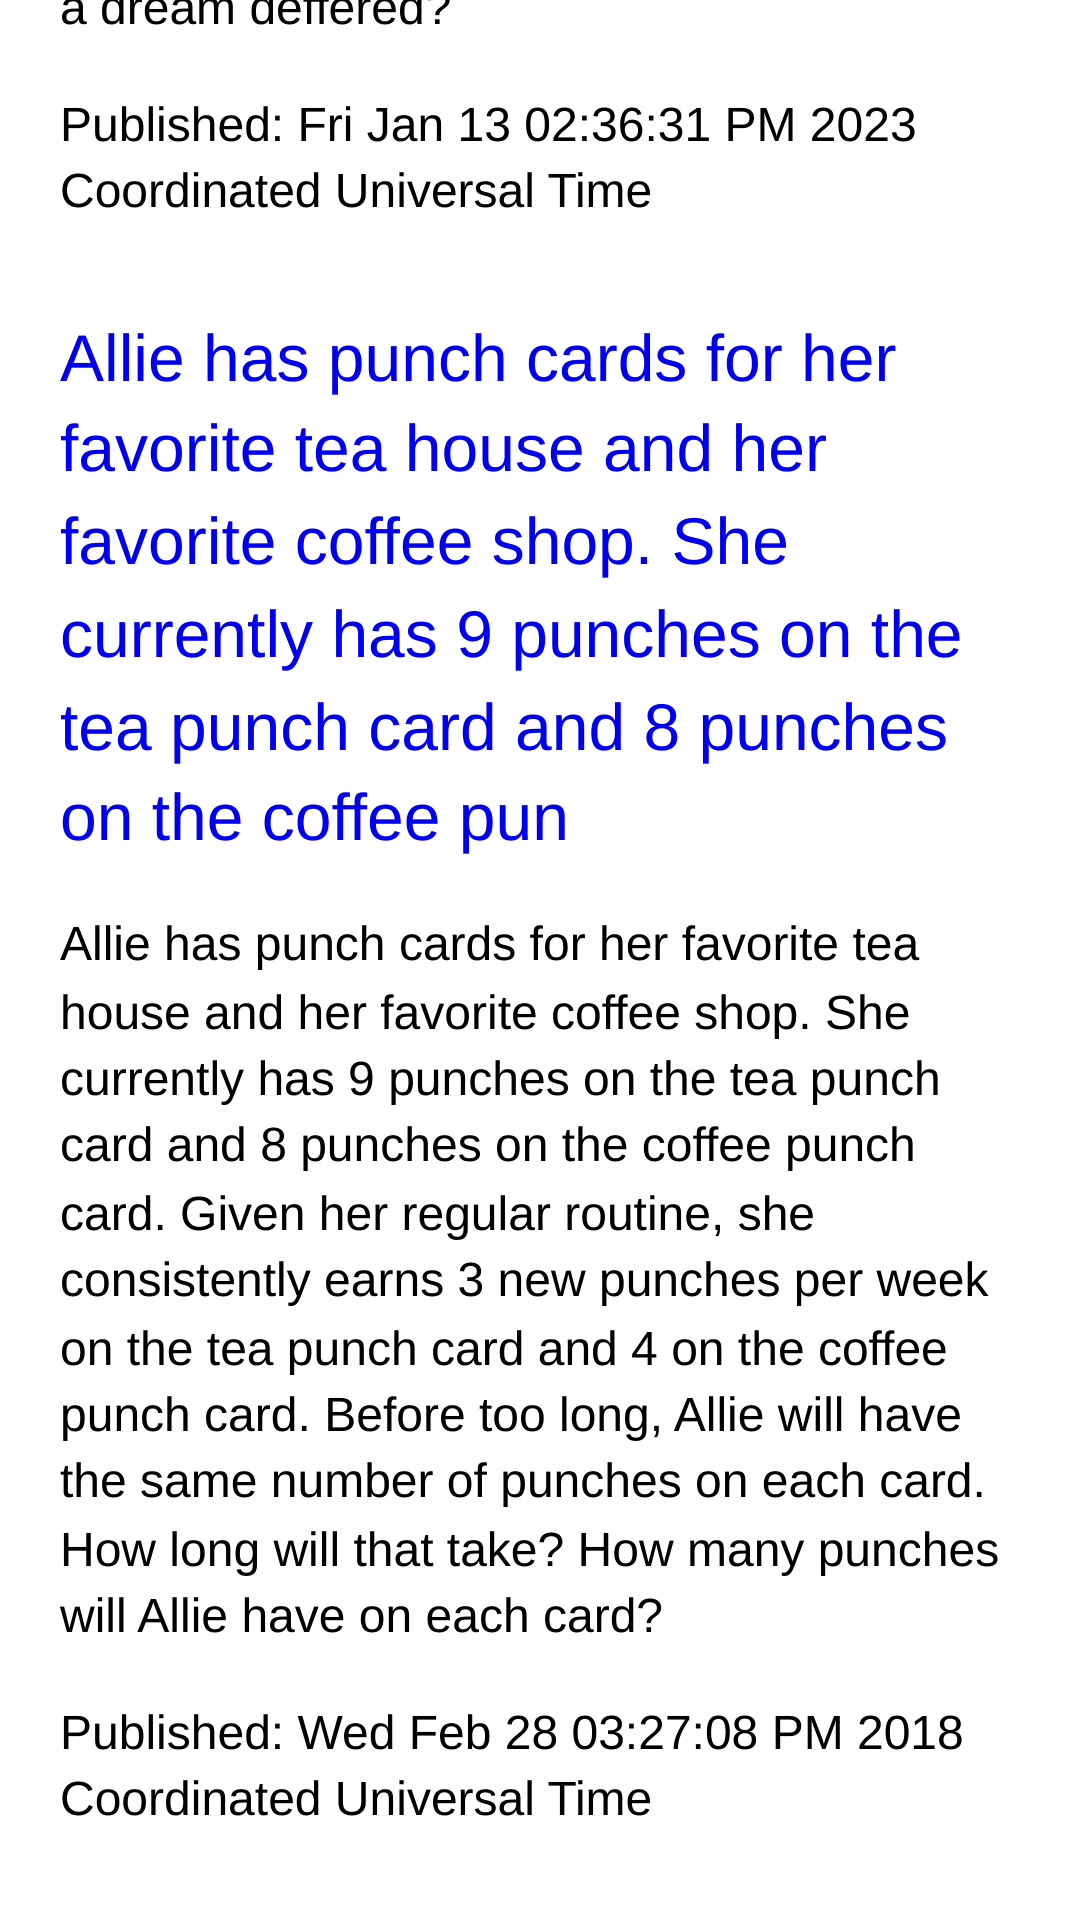 a dream deffered?
Published: Fri Jan 13 02:36:31 PM 2023
Coordinated Universal Time
Allie has punch cards for her
favorite tea house and her
favorite coffee shop. She
currently has 9 punches on the
tea punch card and 8 punches
on the coffee pun
Allie has punch cards for her favorite tea
house and her favorite coffee shop. She
currently has 9 punches on the tea punch
card and 8 punches on the coffee punch
card. Given her regular routine, she
consistently earns 3 new punches per week
on the tea punch card and 4 on the coffee
punch card. Before too long, Allie will have
the same number of punches on each card.
How long will that take? How many punches
will Allie have on each card?
Published: Wed Feb 28 03:27:08 PM 2018
Coordinated Universal Time